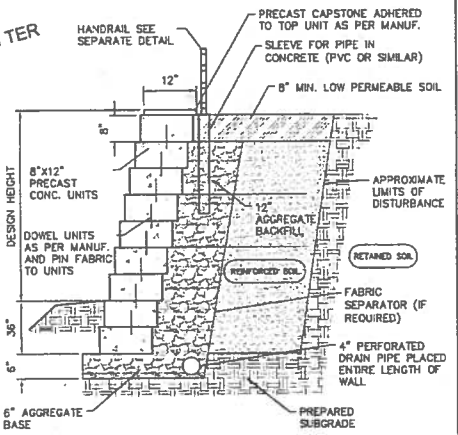 TTER
HANDRAIL SEE
SEPARATE DETAIL
PRECAST CAPSTONE ADHERED
TO TOP UNIT AS PER MANUF.
SLEEVE FOR PIPE IN
CONCRETE (PVC OR SIMILAR)
8" MIN. LOW PERMEABLE SOIL
12"
8"
8"X12"
PRECAST
CONC. UNITS
DESIGN HEIGHT
DOWEL UNITS
AS PER MANUF.
AND PIN FABRIC
TO UNITS
12"
AGGREGATE
BACKFILL
APPROXIMATE
LIMITS OF
DISTURBANCE
RETAINED SOIL
REINFORCED SOIL
FABRIC
SEPARATOR (IF
REQUIRED)
36"
6"
4" PERFORATED
DRAIN PIPE PLACED
ENTIRE LENGTH OF
WALL
6" AGGREGATE
BASE
PREPARED
SUBGRADE